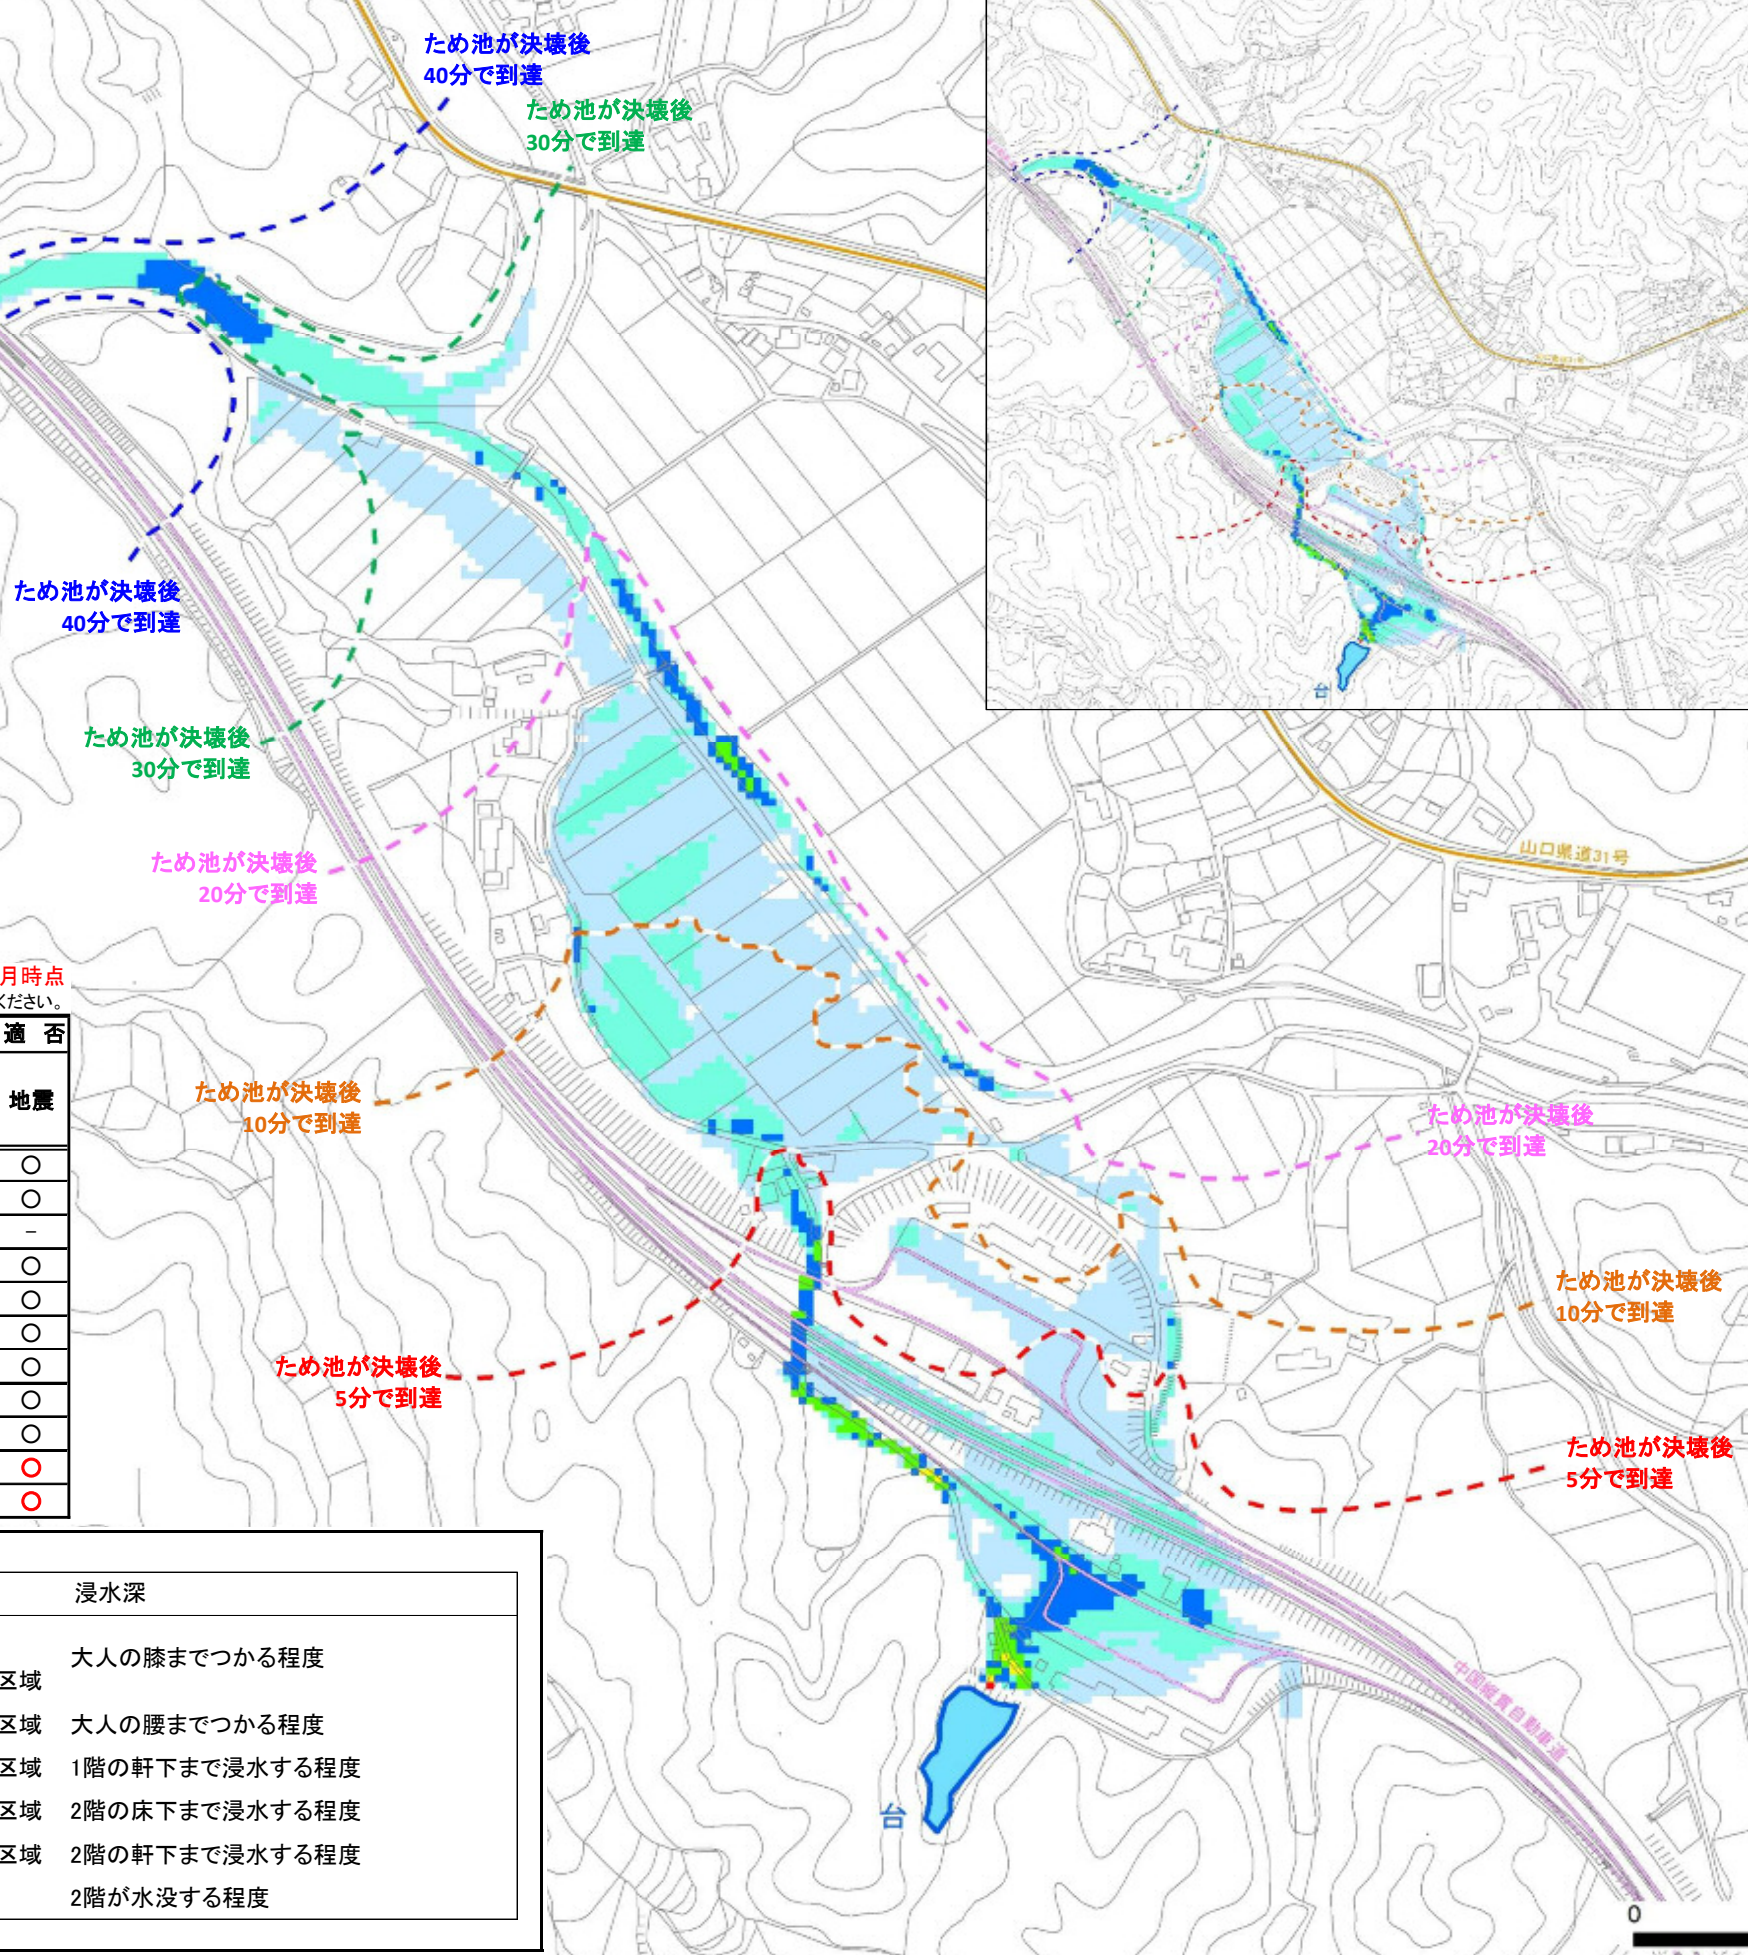 ため池が決壊後
40分で到達
ため池が決壊後
30分で到達
ため池が決壊後
40分で到達
ため池が決壊後
30分で到達
ため池が決壊後
20分で到達
山口県道31号
月時点
ください。
適 否
地震
○
○
-
○
○
○
○
○
○
○
○
ため池が決壊後
10分で到達
ため池が決壊後
20分で到達
ため池が決壊後
10分で到達
ため池が決壊後
5分で到達
ため池が決壊後
5分で到達
台
台
中国縦貫自動車道
浸水深
大人の膝までつかる程度
区域
区域 大人の腰までつかる程度
区域 1階の軒下まで浸水する程度
区域 2階の床下まで浸水する程度
区域 2階の軒下まで浸水する程度
2階が水没する程度
0